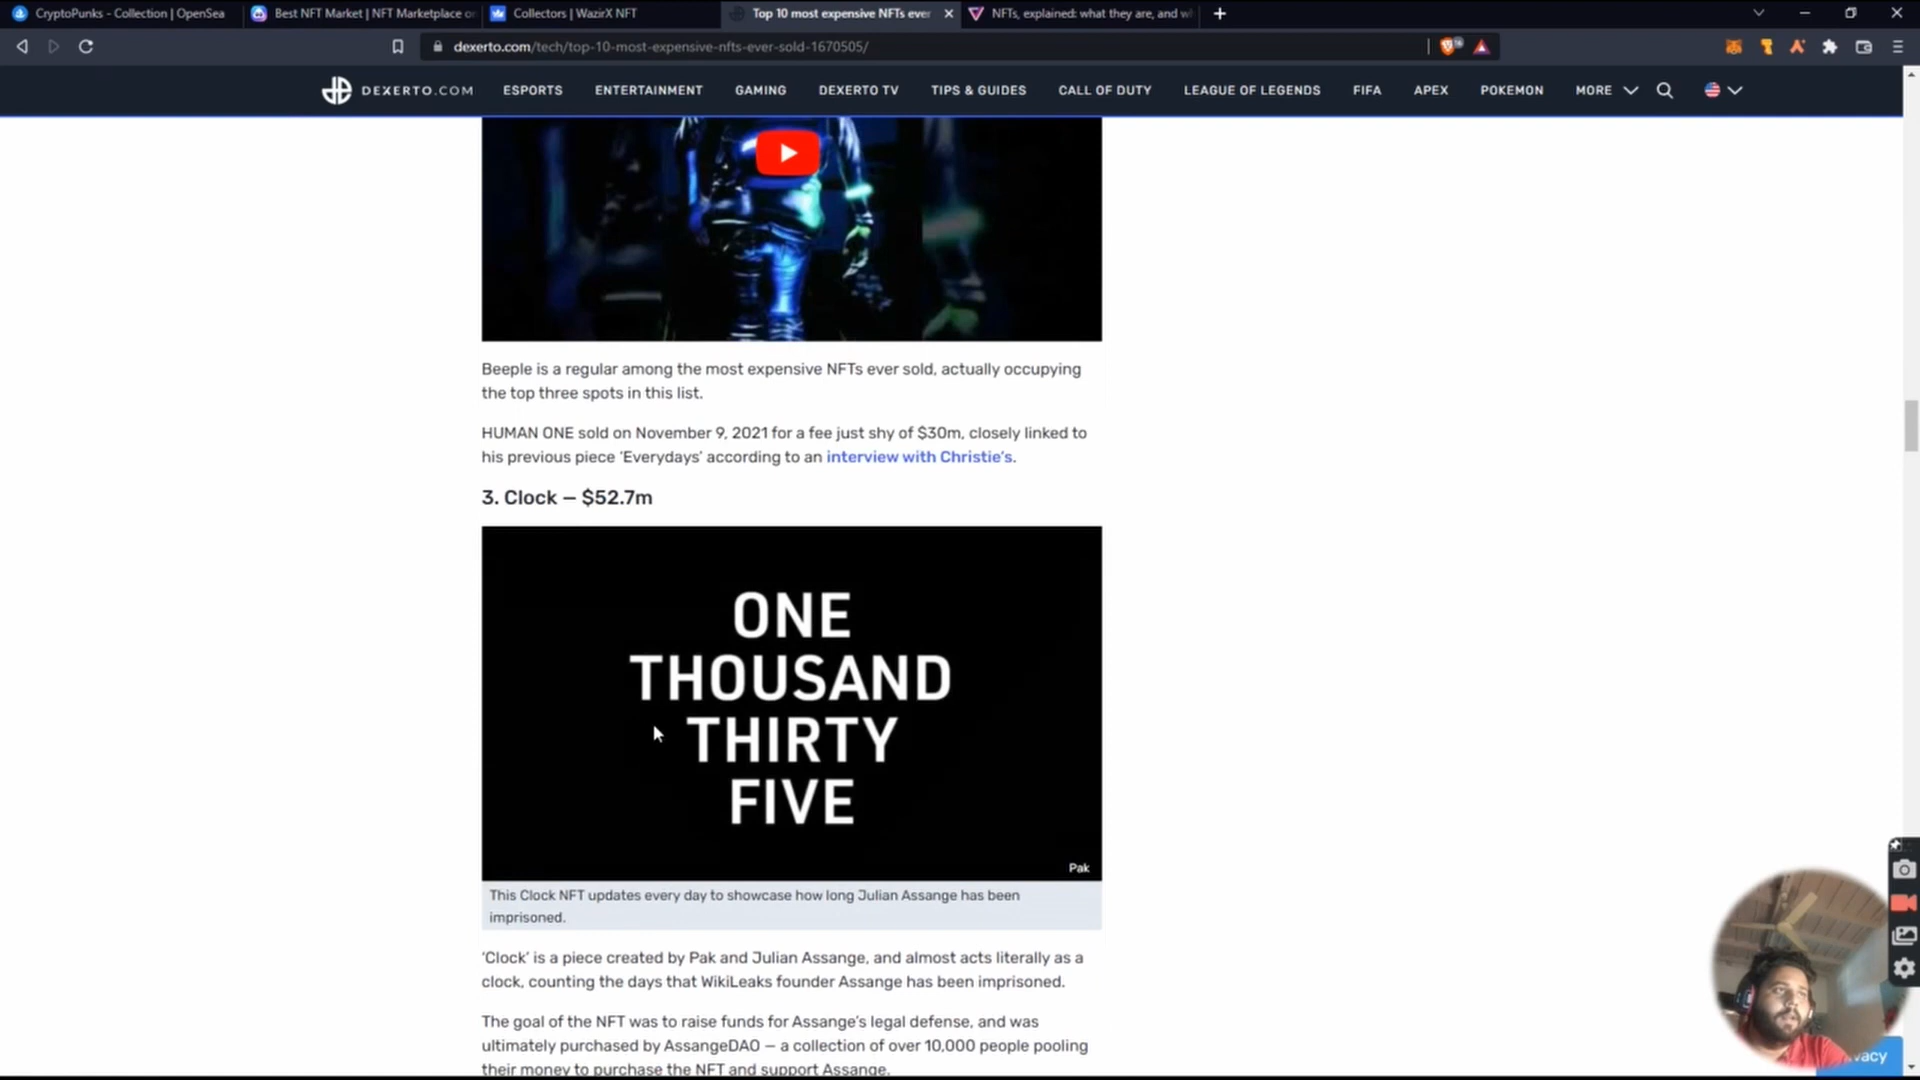 CryptoPunks - Collection | OpenSea
Best NFT Market | NFT Marketplace
Collectors | WazirX NFT
Top 10 most expensive NFTs ever
NFTs, explained: what they are, and
dexerto.com/tech/top-10-most-expensive-nfts-ever-sold-1670505/
DEXERTO.COM
ESPORTS
ENTERTAINMENT
GAMING
DEXERTO TV
TIPS & GUIDES
CALL OF DUTY
LEAGUE OF LEGENDS
FIFA
APEX
POKEMON
MORE
Beeple is a regular among the most expensive NFTs ever sold, actually occupying
the top three spots in this list.
HUMAN ONE sold on November 9, 2021 for a fee just shy of $30m, closely linked to
his previous piece ‘Everydays’ according to an interview with Christie’s.
3. Clock – $52.7m
ONE
THOUSAND
THIRTY
FIVE
Pak
This Clock NFT updates every day to showcase how long Julian Assange has been
imprisoned.
‘Clock’ is a piece created by Pak and Julian Assange, and almost acts literally as a
clock, counting the days that WikiLeaks founder Assange has been imprisoned.
The goal of the NFT was to raise funds for Assange’s legal defense, and was
ultimately purchased by AssangeDAO — a collection of over 10,000 people pooling
their money to purchase the NFT and support Assange.